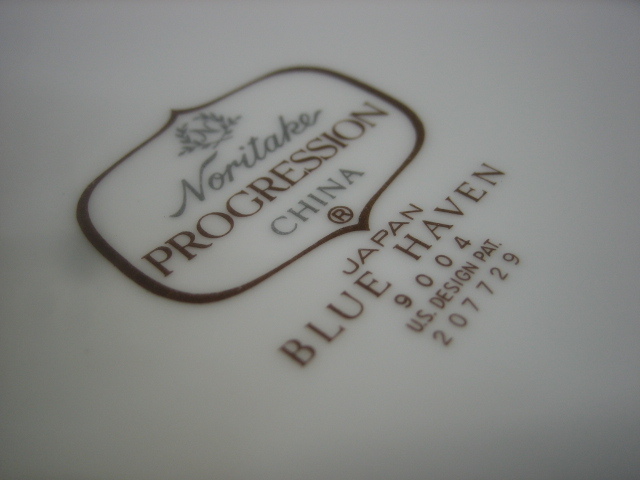 N
Noritake
PROGRESSION
CHINA
®
JAPAN
BLUE HAVEN
9004
U.S. DESIGN PAT.
207729